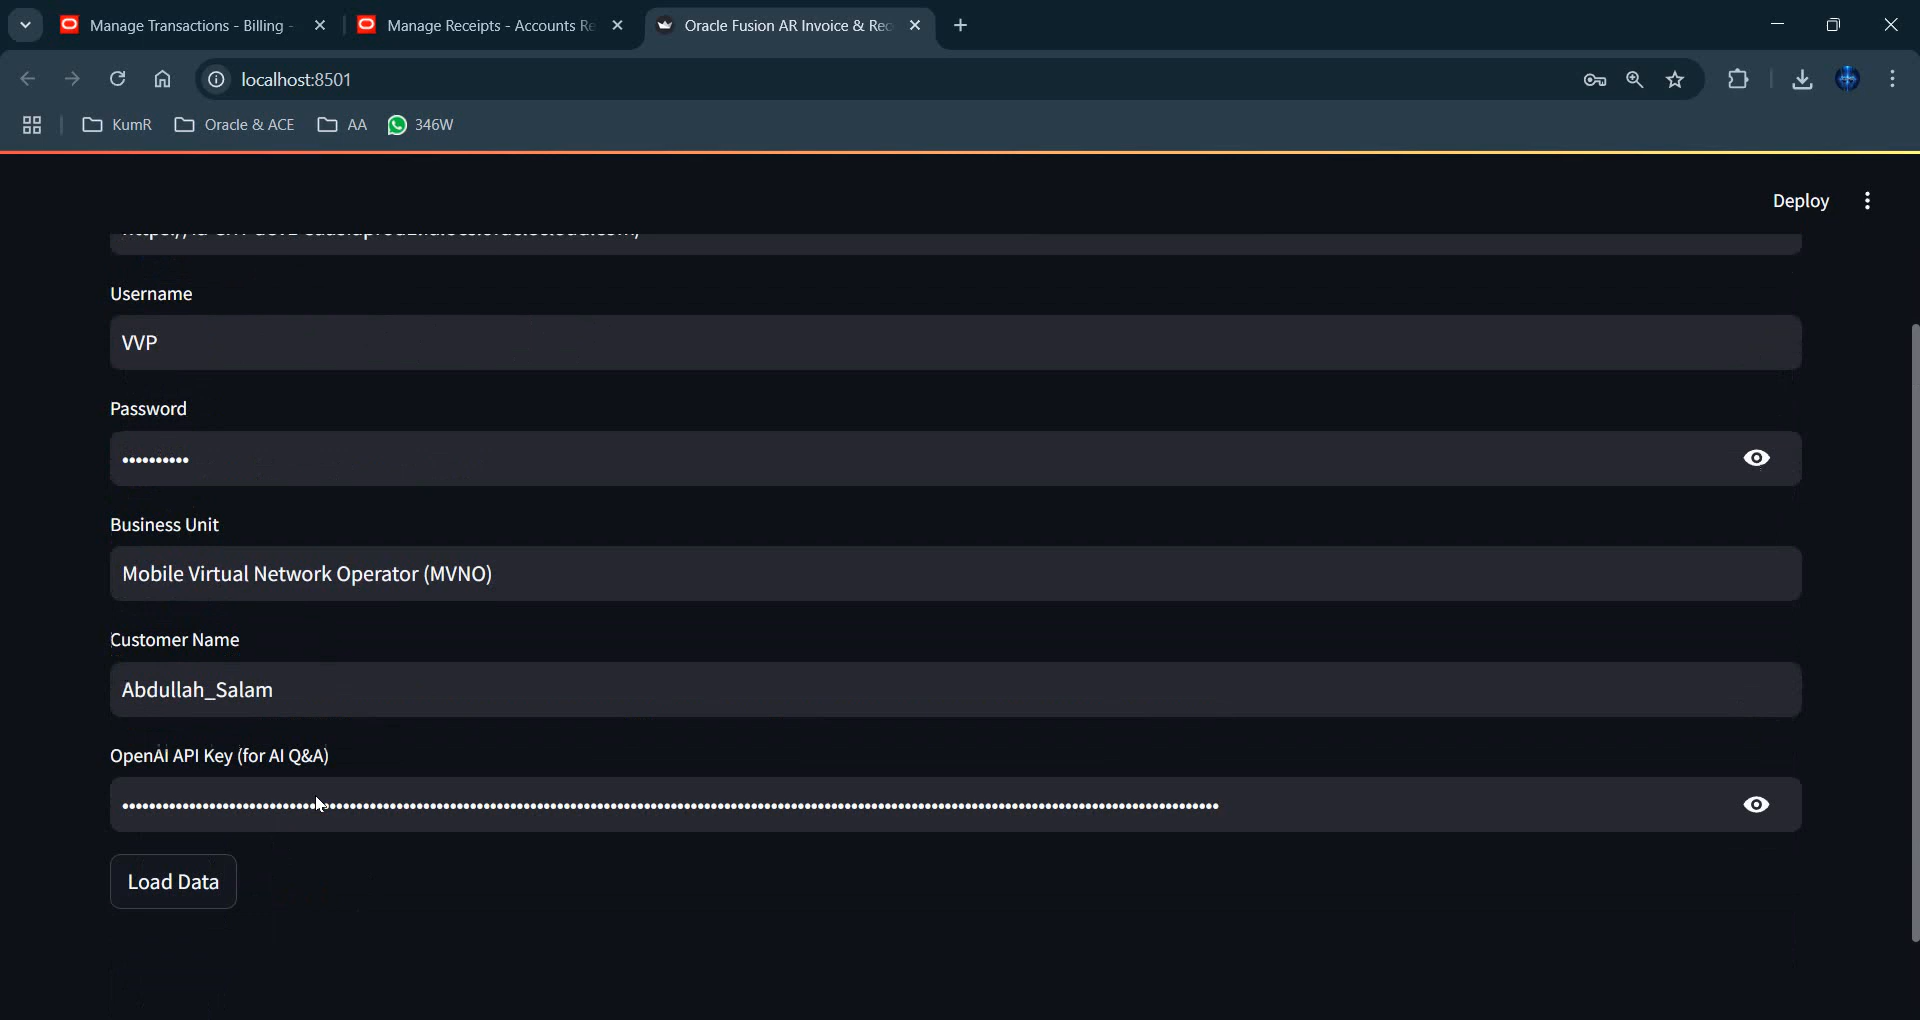 Manage Transactions - Billing -
Manage Receipts - Accounts Re
Oracle Fusion AR Invoice & Rec
localhost:8501
KumR
Oracle & ACE
AA
346W
Deploy
Username
VVP
Password
••••••••••
Business Unit
Mobile Virtual Network Operator (MVNO)
Customer Name
Abdullah_Salam
OpenAI API Key (for AI Q&A)
Load Data